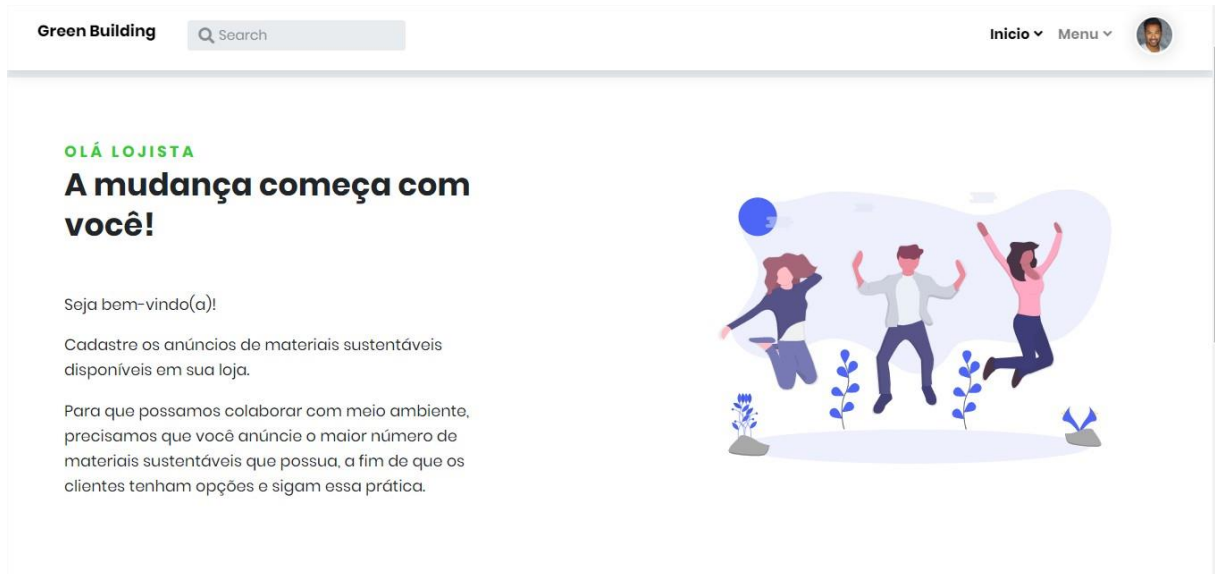 Green Building
Search
Inicio
Menu
OLÁ LOJISTA
A mudança começa com
você!
Seja bem-vindo(a)!
Cadastre os anúncios de materiais sustentáveis
disponíveis em sua loja.
Para que possamos colaborar com meio ambiente,
precisamos que você anúncie o maior número de
materiais sustentáveis que possua, a fim de que os
clientes tenham opções e sigam essa prática.